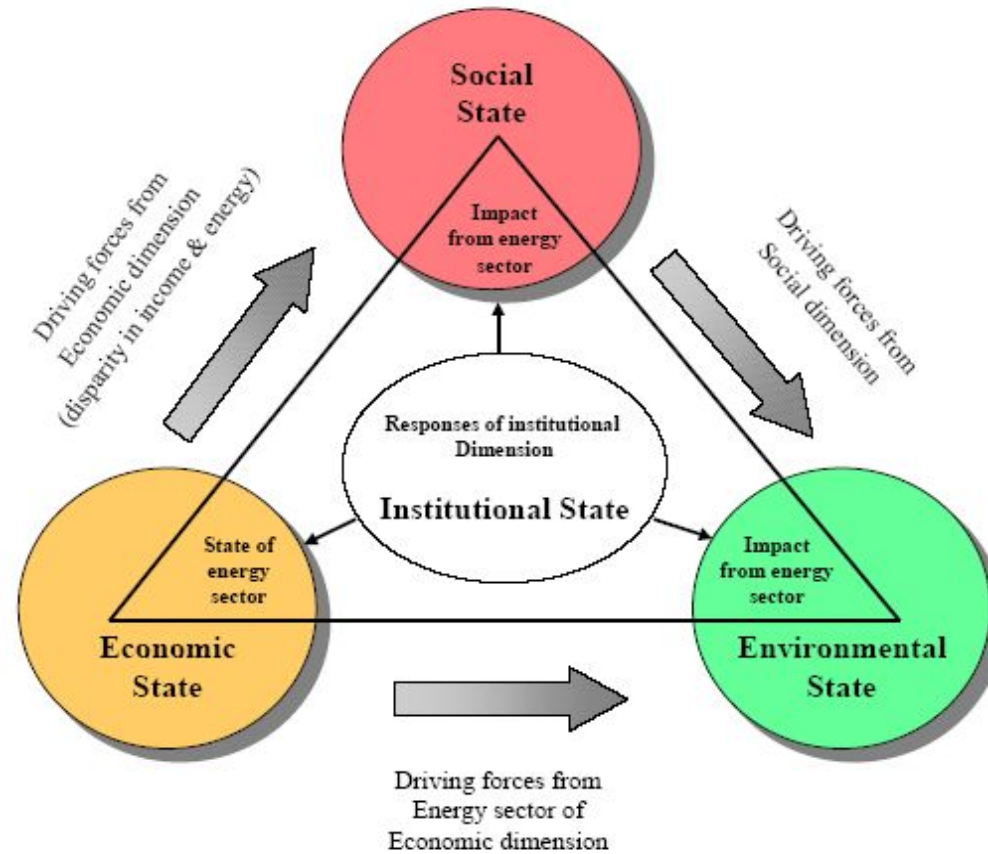 Social
State
Impact
from energy
sector
Driving forces from
Economic dimension
(disparity in income & energy)
Driving forces from
Social dimension
Responses of institutional
Dimension
Institutional State
State of
energy
sector
Economic
State
Impact
from energy
sector
Environmental
State
Driving forces from
Energy sector of
Economic dimension